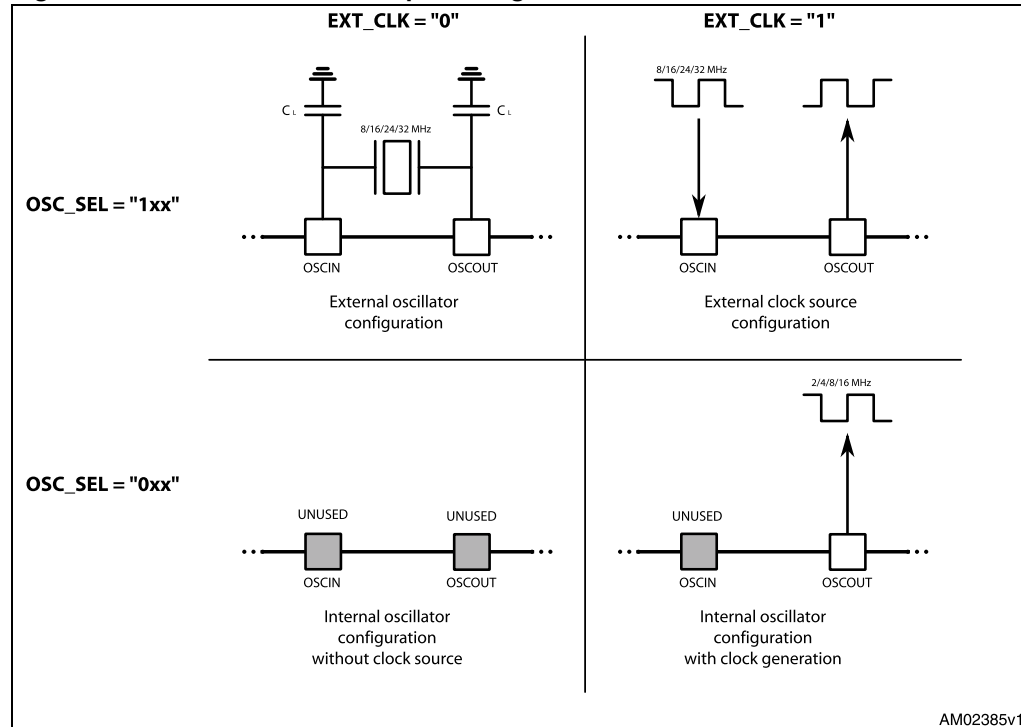 EXT_CLK = "0"
EXT_CLK = "1"
OSC_SEL = "1xx"
C L
C L
8/16/24/32 MHz
OSCIN
OSCOUT
External oscillator
configuration
8/16/24/32 MHz
OSCIN
OSCOUT
External clock source
configuration
OSC_SEL = "0xx"
UNUSED
UNUSED
OSCIN
OSCOUT
Internal oscillator
configuration
without clock source
2/4/8/16 MHz
UNUSED
OSCIN
OSCOUT
Internal oscillator
configuration
with clock generation
AM02385v1